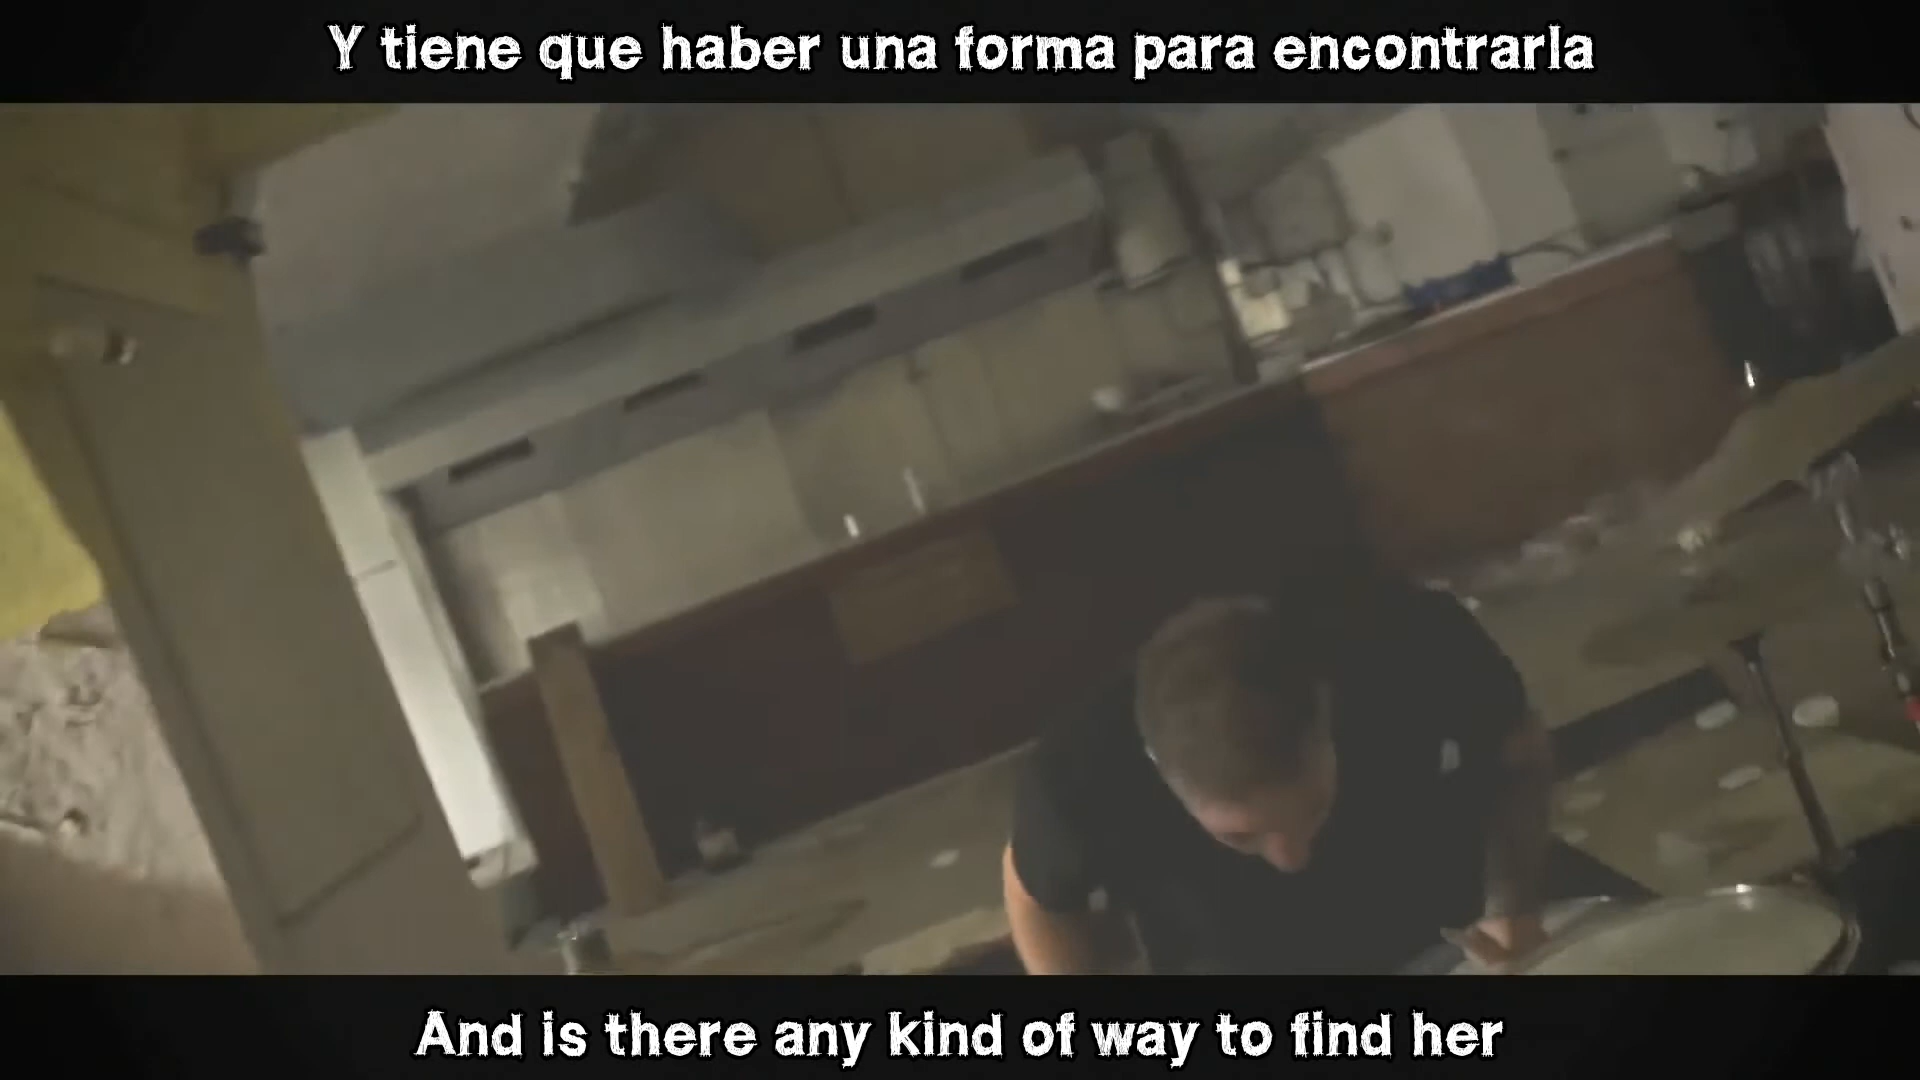 Y tiene que haber una forma para encontrarla
And is there any kind of way to find her